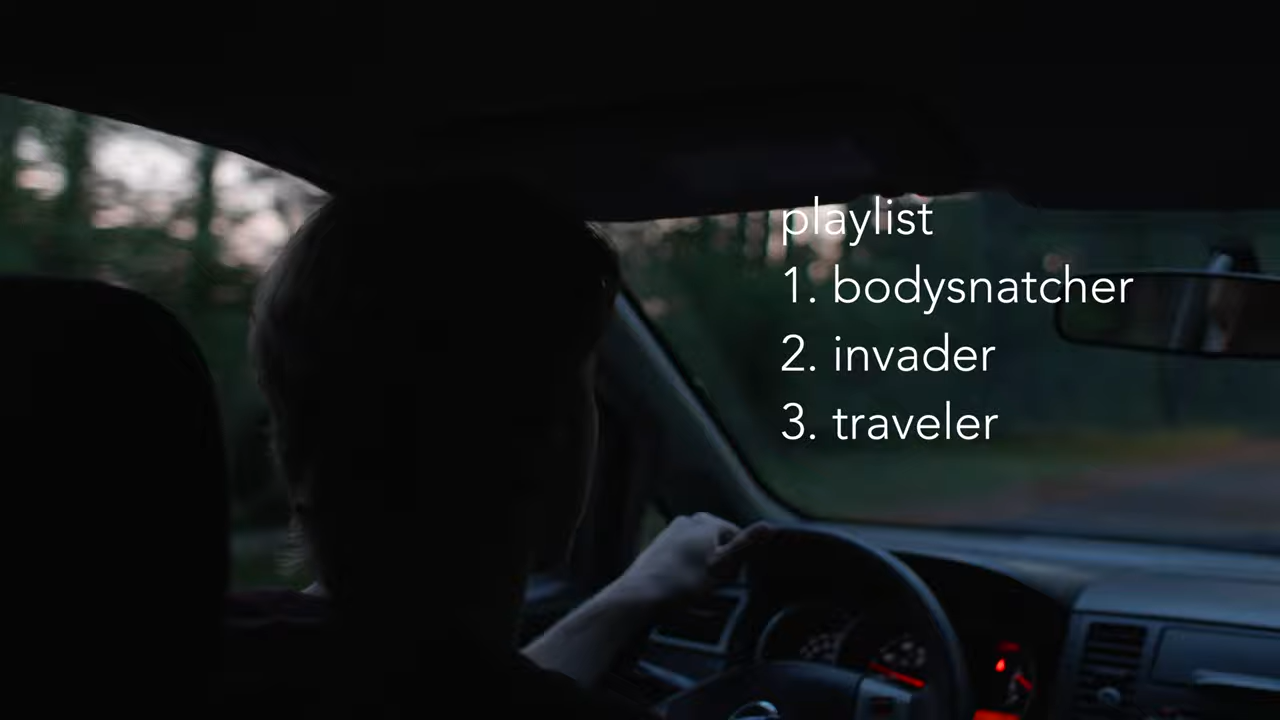 playlist
1. bodysnatcher
2. invader
3. traveler